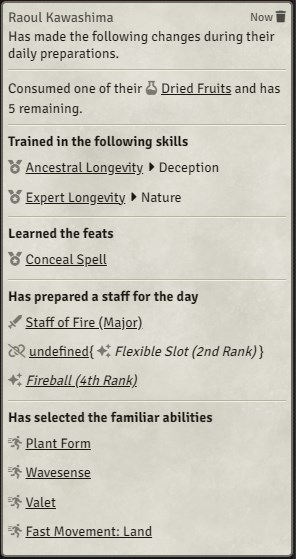 Raoul Kawashima Now
Has made the following changes during their
daily preparations.
Consumed one of their Dried Fruits and has
5 remaining.
Trained in the following skills
Ancestral Longevity Deception
Expert Longevity Nature
Learned the feats
Conceal Spell
Has prepared a staff for the day
Staff of Fire (Major)
undefined{ Flexible Slot (2nd Rank) }
Fireball (4th Rank)
Has selected the familiar abilities
Plant Form
Wavesense
Valet
Fast Movement: Land